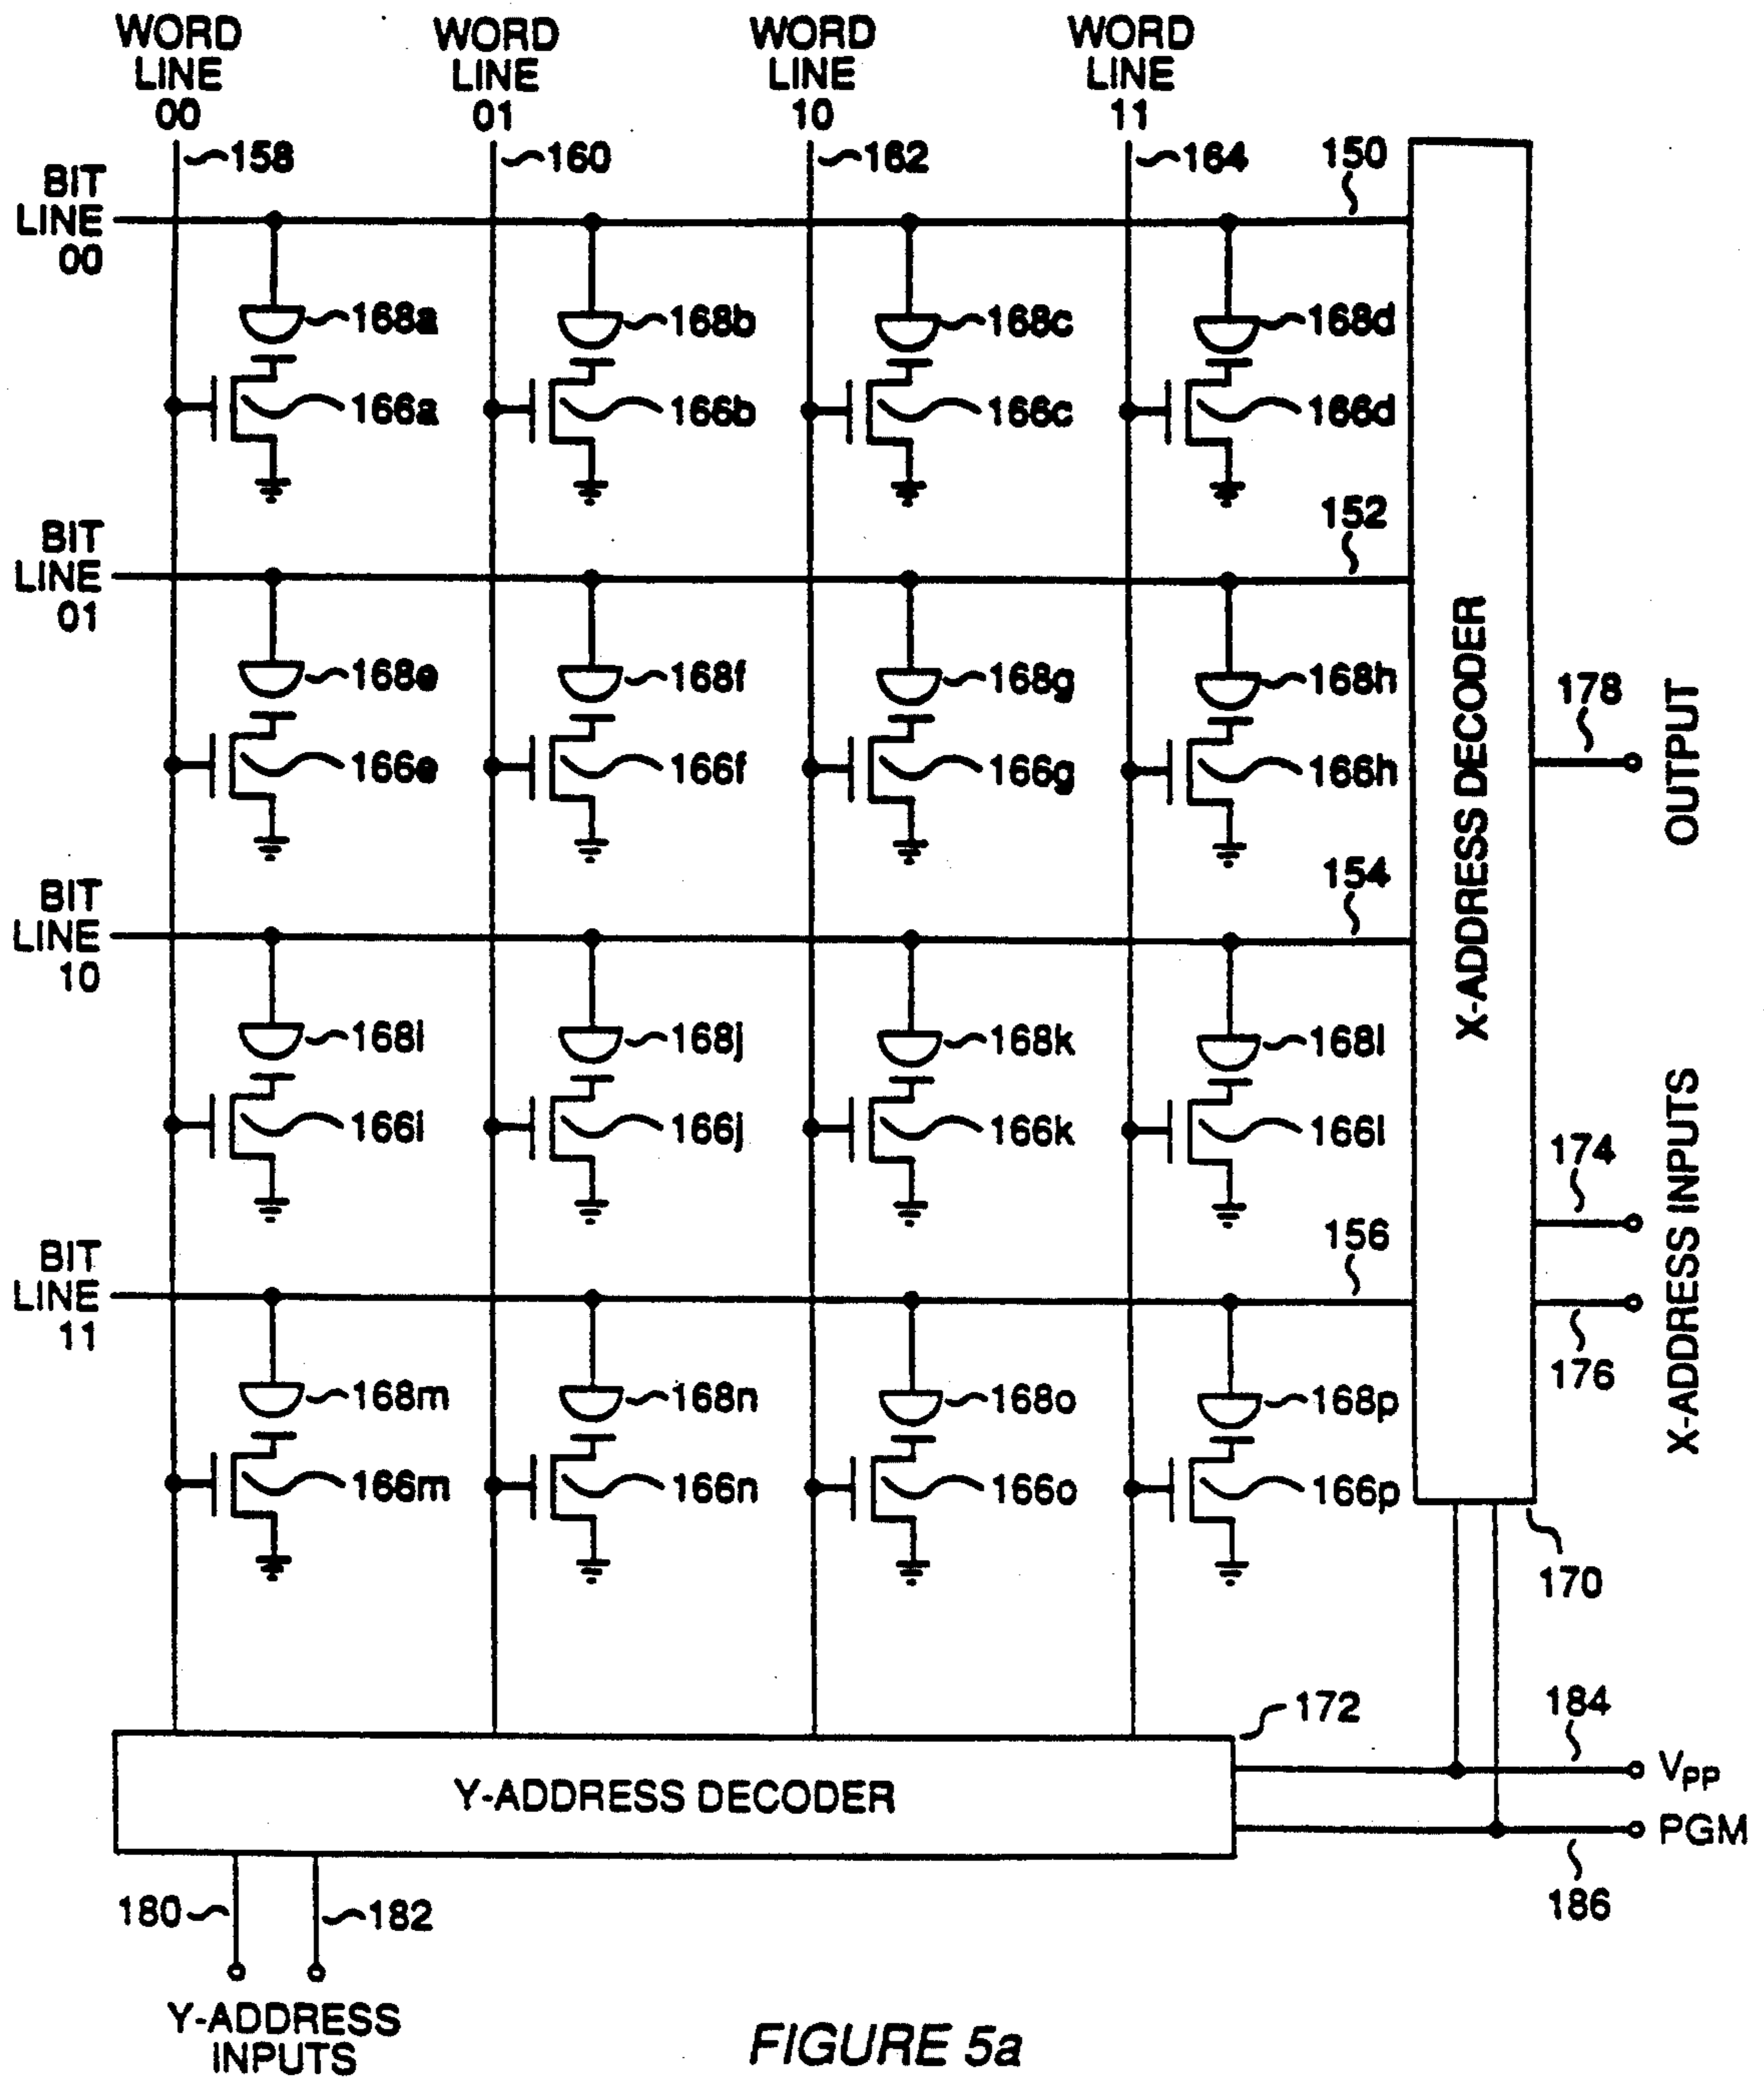 WORD
LINE
00
WORD
LINE
01
WORD
LINE
10
WORD
LINE
11
158
160
162
164
150
BIT
LINE
00
168a
168b
168c
168d
166a
166b
166c
166d
152
BIT
LINE
01
168e
168f
168g
168h
166e
166f
166g
166h
X-ADDRESS DECODER
178
OUTPUT
154
BIT
LINE
10
168i
168j
168k
168l
166i
166j
166k
166l
174
X-ADDRESS INPUTS
156
BIT
LINE
11
176
168m
168n
168o
168p
166m
166n
166o
166p
170
172
184
VPP
Y-ADDRESS DECODER
PGM
186
180
182
Y-ADDRESS
INPUTS
FIGURE 5a